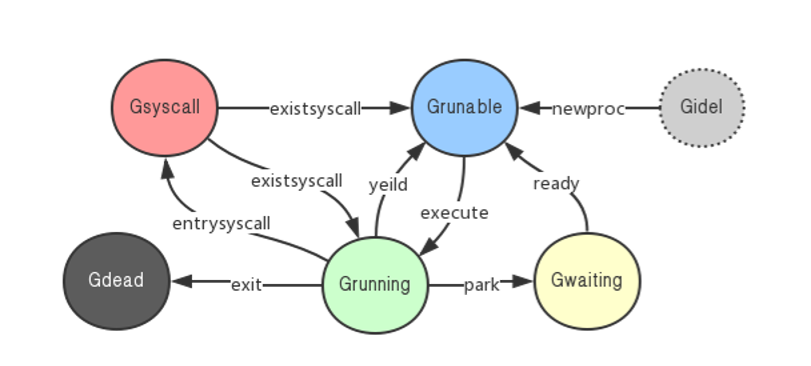 Gsyscall
existsyscall
Grunable
newproc
Gidel
existsyscall
yeild
ready
execute
entrysyscall
Gdead
exit
Grunning
park
Gwaiting